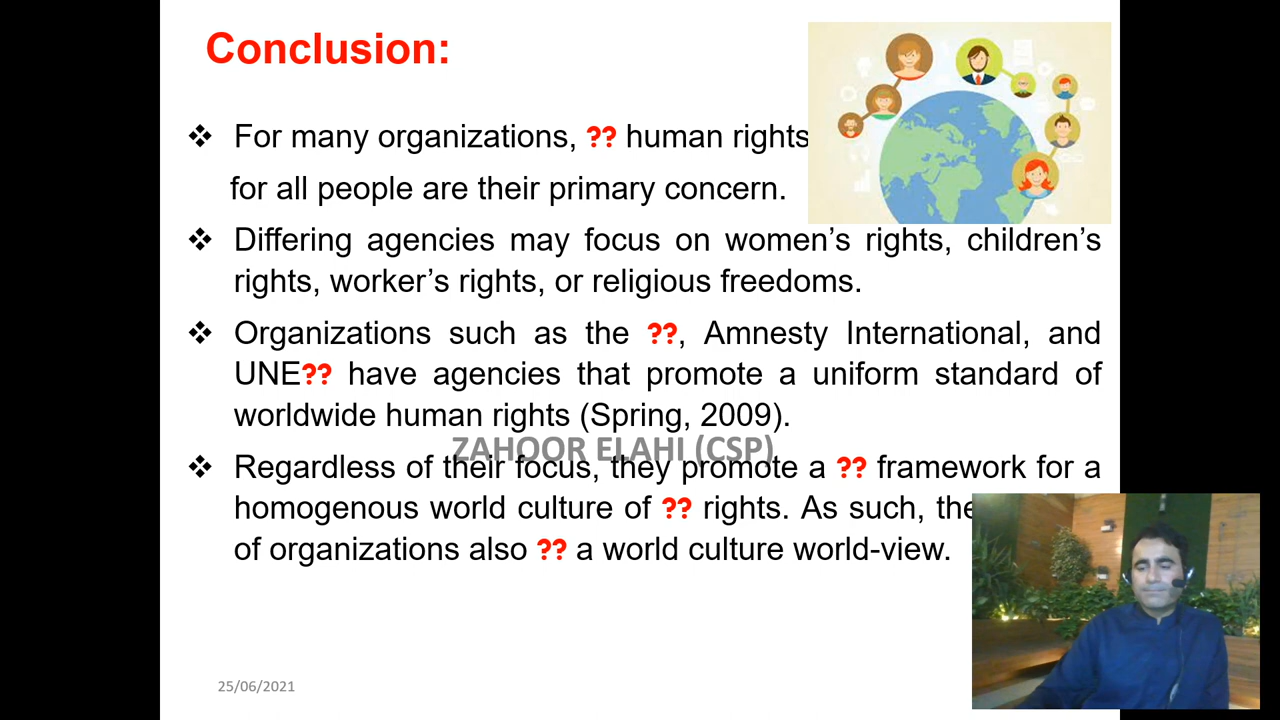 Conclusion:
❖ For many organizations, ?? human rights
for all people are their primary concern.
❖ Differing agencies may focus on women’s rights, children’s
rights, worker’s rights, or religious freedoms.
❖ Organizations such as the ??, Amnesty International, and
UNE?? have agencies that promote a uniform standard of
worldwide human rights (Spring, 2009).
ZAHOOR ELAHI (CSP)
❖ Regardless of their focus, they promote a ?? framework for a
homogenous world culture of ?? rights. As such,
of organizations also ?? a world culture world-view.
25/06/2021